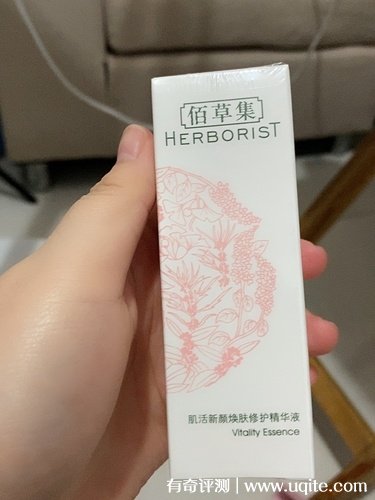 佰草集
HERBORIST
肌活新颜焕肤修护精华液
Vitality Essence
有奇评测 | www.uqite.com